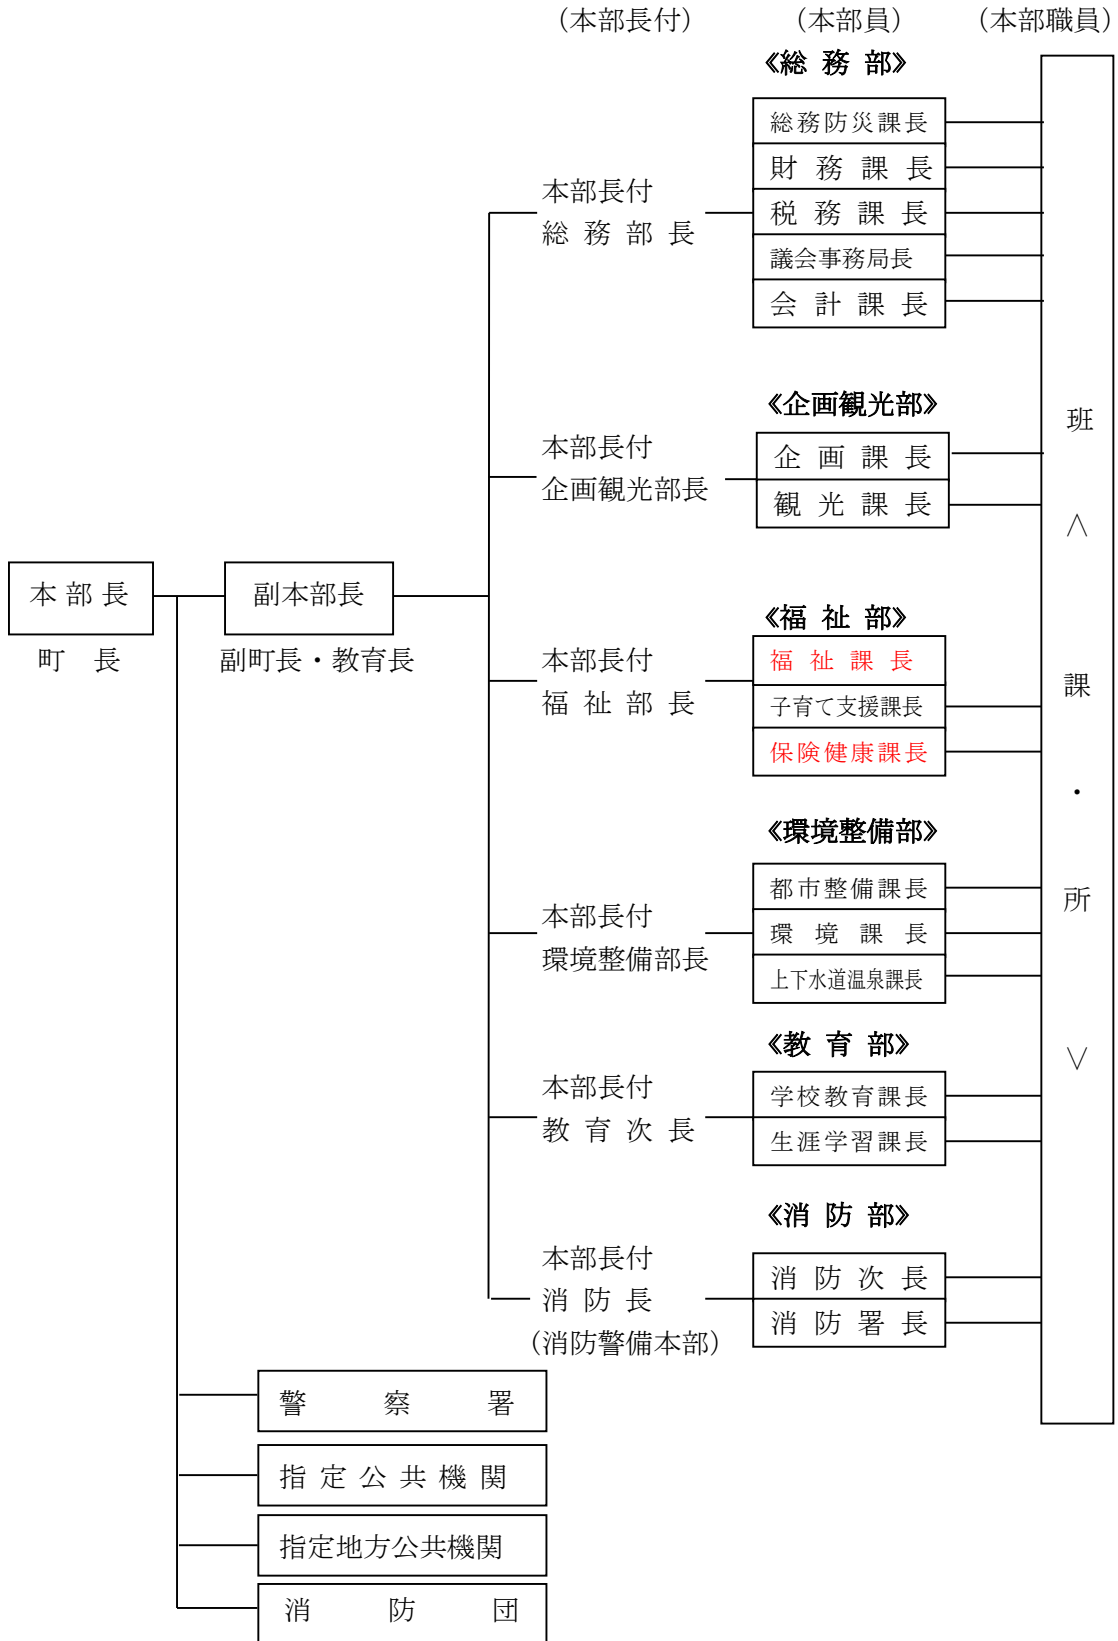 （本部長付）　（本部員）　（本部職員）
《総 務 部》
総務防災課長
財 務 課 長
税 務 課 長
議会事務局長
会 計 課 長
本部長付
総 務 部 長
《企画観光部》
企 画 課 長
観 光 課 長
本部長付
企画観光部長
本 部 長
町　長
副本部長
副町長・教育長
《福 祉 部》
福 祉 課 長
子育て支援課長
保険健康課長
本部長付
福 祉 部 長
《環境整備部》
都市整備課長
環 境 課 長
上下水道温泉課長
本部長付
環境整備部長
《教 育 部》
学校教育課長
生涯学習課長
本部長付
教 育 次 長
《消 防 部》
消 防 次 長
消 防 署 長
本部長付
消 防 長
（消防警備本部）
班＜課・所＞
警　察　署
指 定 公 共 機 関
指定地方公共機関
消　防　団